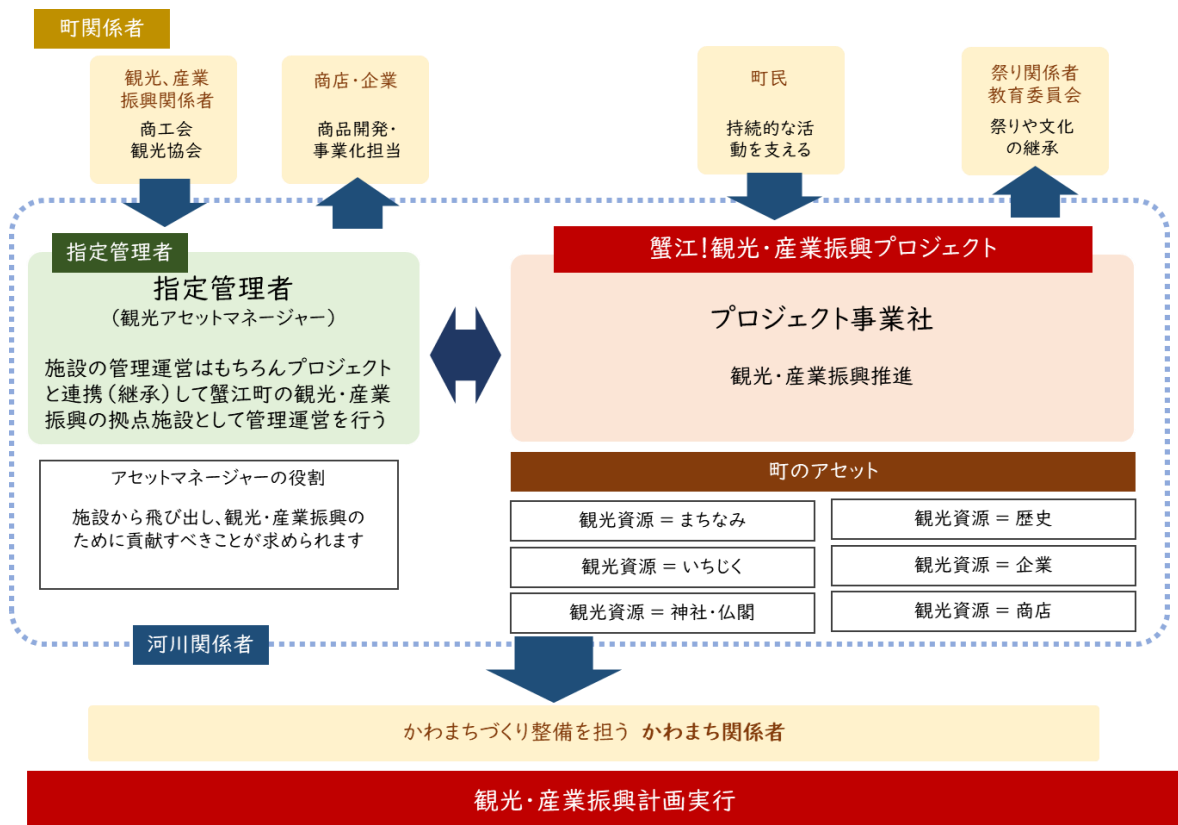 町関係者
観光、産業
振興関係者
商工会
観光協会
商店・企業
商品開発・
事業化担当
町民
持続的な活
動を支える
祭り関係者
教育委員会
祭りや文化
の継承
指定管理者
指定管理者
（観光アセットマネージャー）
施設の管理運営はもちろんプロジェクト
と連携（継承）して蟹江町の観光・産業
振興の拠点施設として管理運営を行う
アセットマネージャーの役割
施設から飛び出し、観光・産業振興の
ために貢献すべきことが求められます
蟹江！観光・産業振興プロジェクト
プロジェクト事業社
観光・産業振興推進
町のアセット
観光資源 = まちなみ
観光資源 = 歴史
観光資源 = いちじく
観光資源 = 企業
観光資源 = 神社・仏閣
観光資源 = 商店
河川関係者
かわまちづくり整備を担う かわまち関係者
観光・産業振興計画実行